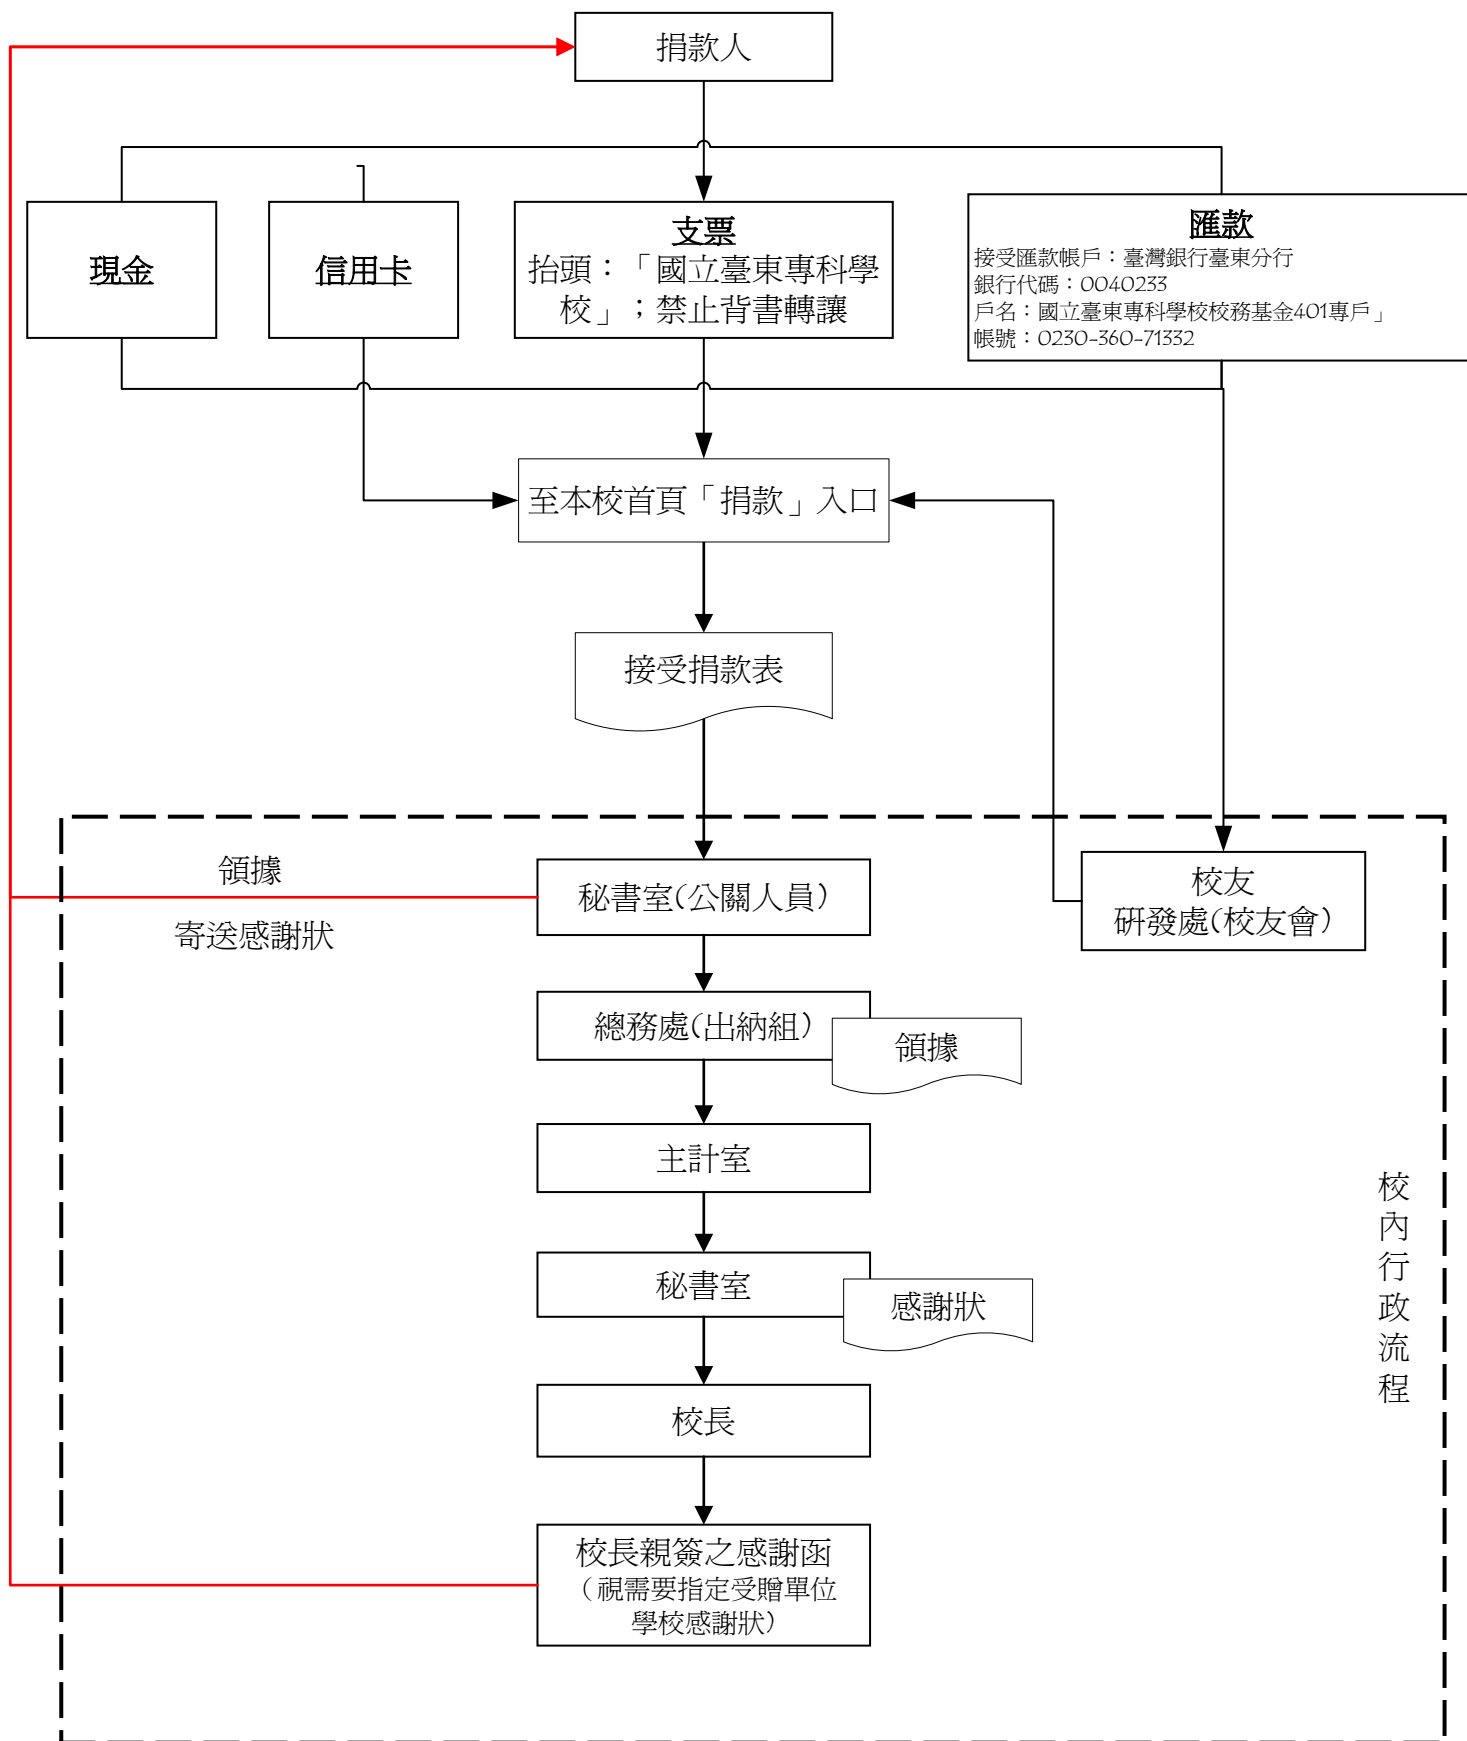 捐款人
現金
信用卡
支票
抬頭：「國立臺東專科學
校」；禁止背書轉讓
匯款
接受匯款帳戶：臺灣銀行臺東分行
銀行代碼：0040233
戶名：國立臺東專科學校校務基金401專戶」
帳號：0230-360-71332
至本校首頁「捐款」入口
接受捐款表
領據
寄送感謝狀
秘書室(公關人員)
校友
研發處(校友會)
總務處(出納組)
領據
主計室
秘書室
感謝狀
校長
校長親簽之感謝函
（視需要指定受贈單位
學校感謝狀）
校
內
行
政
流
程